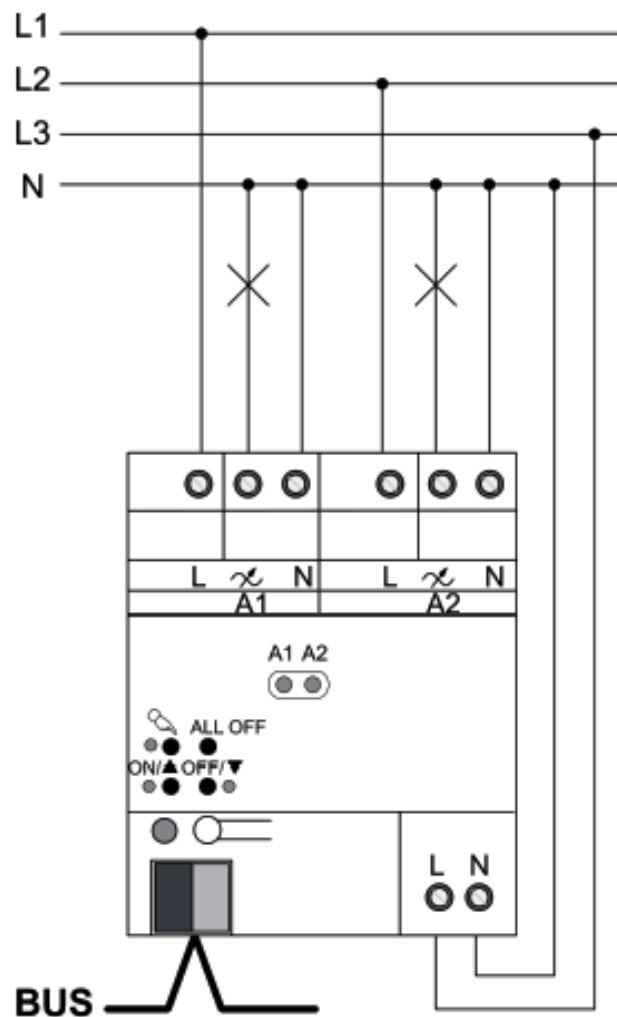 L1
L2
L3
N
L N L N
A1 A2
A1 A2
ALL OFF
ON/▲ OFF/▼
L N
BUS